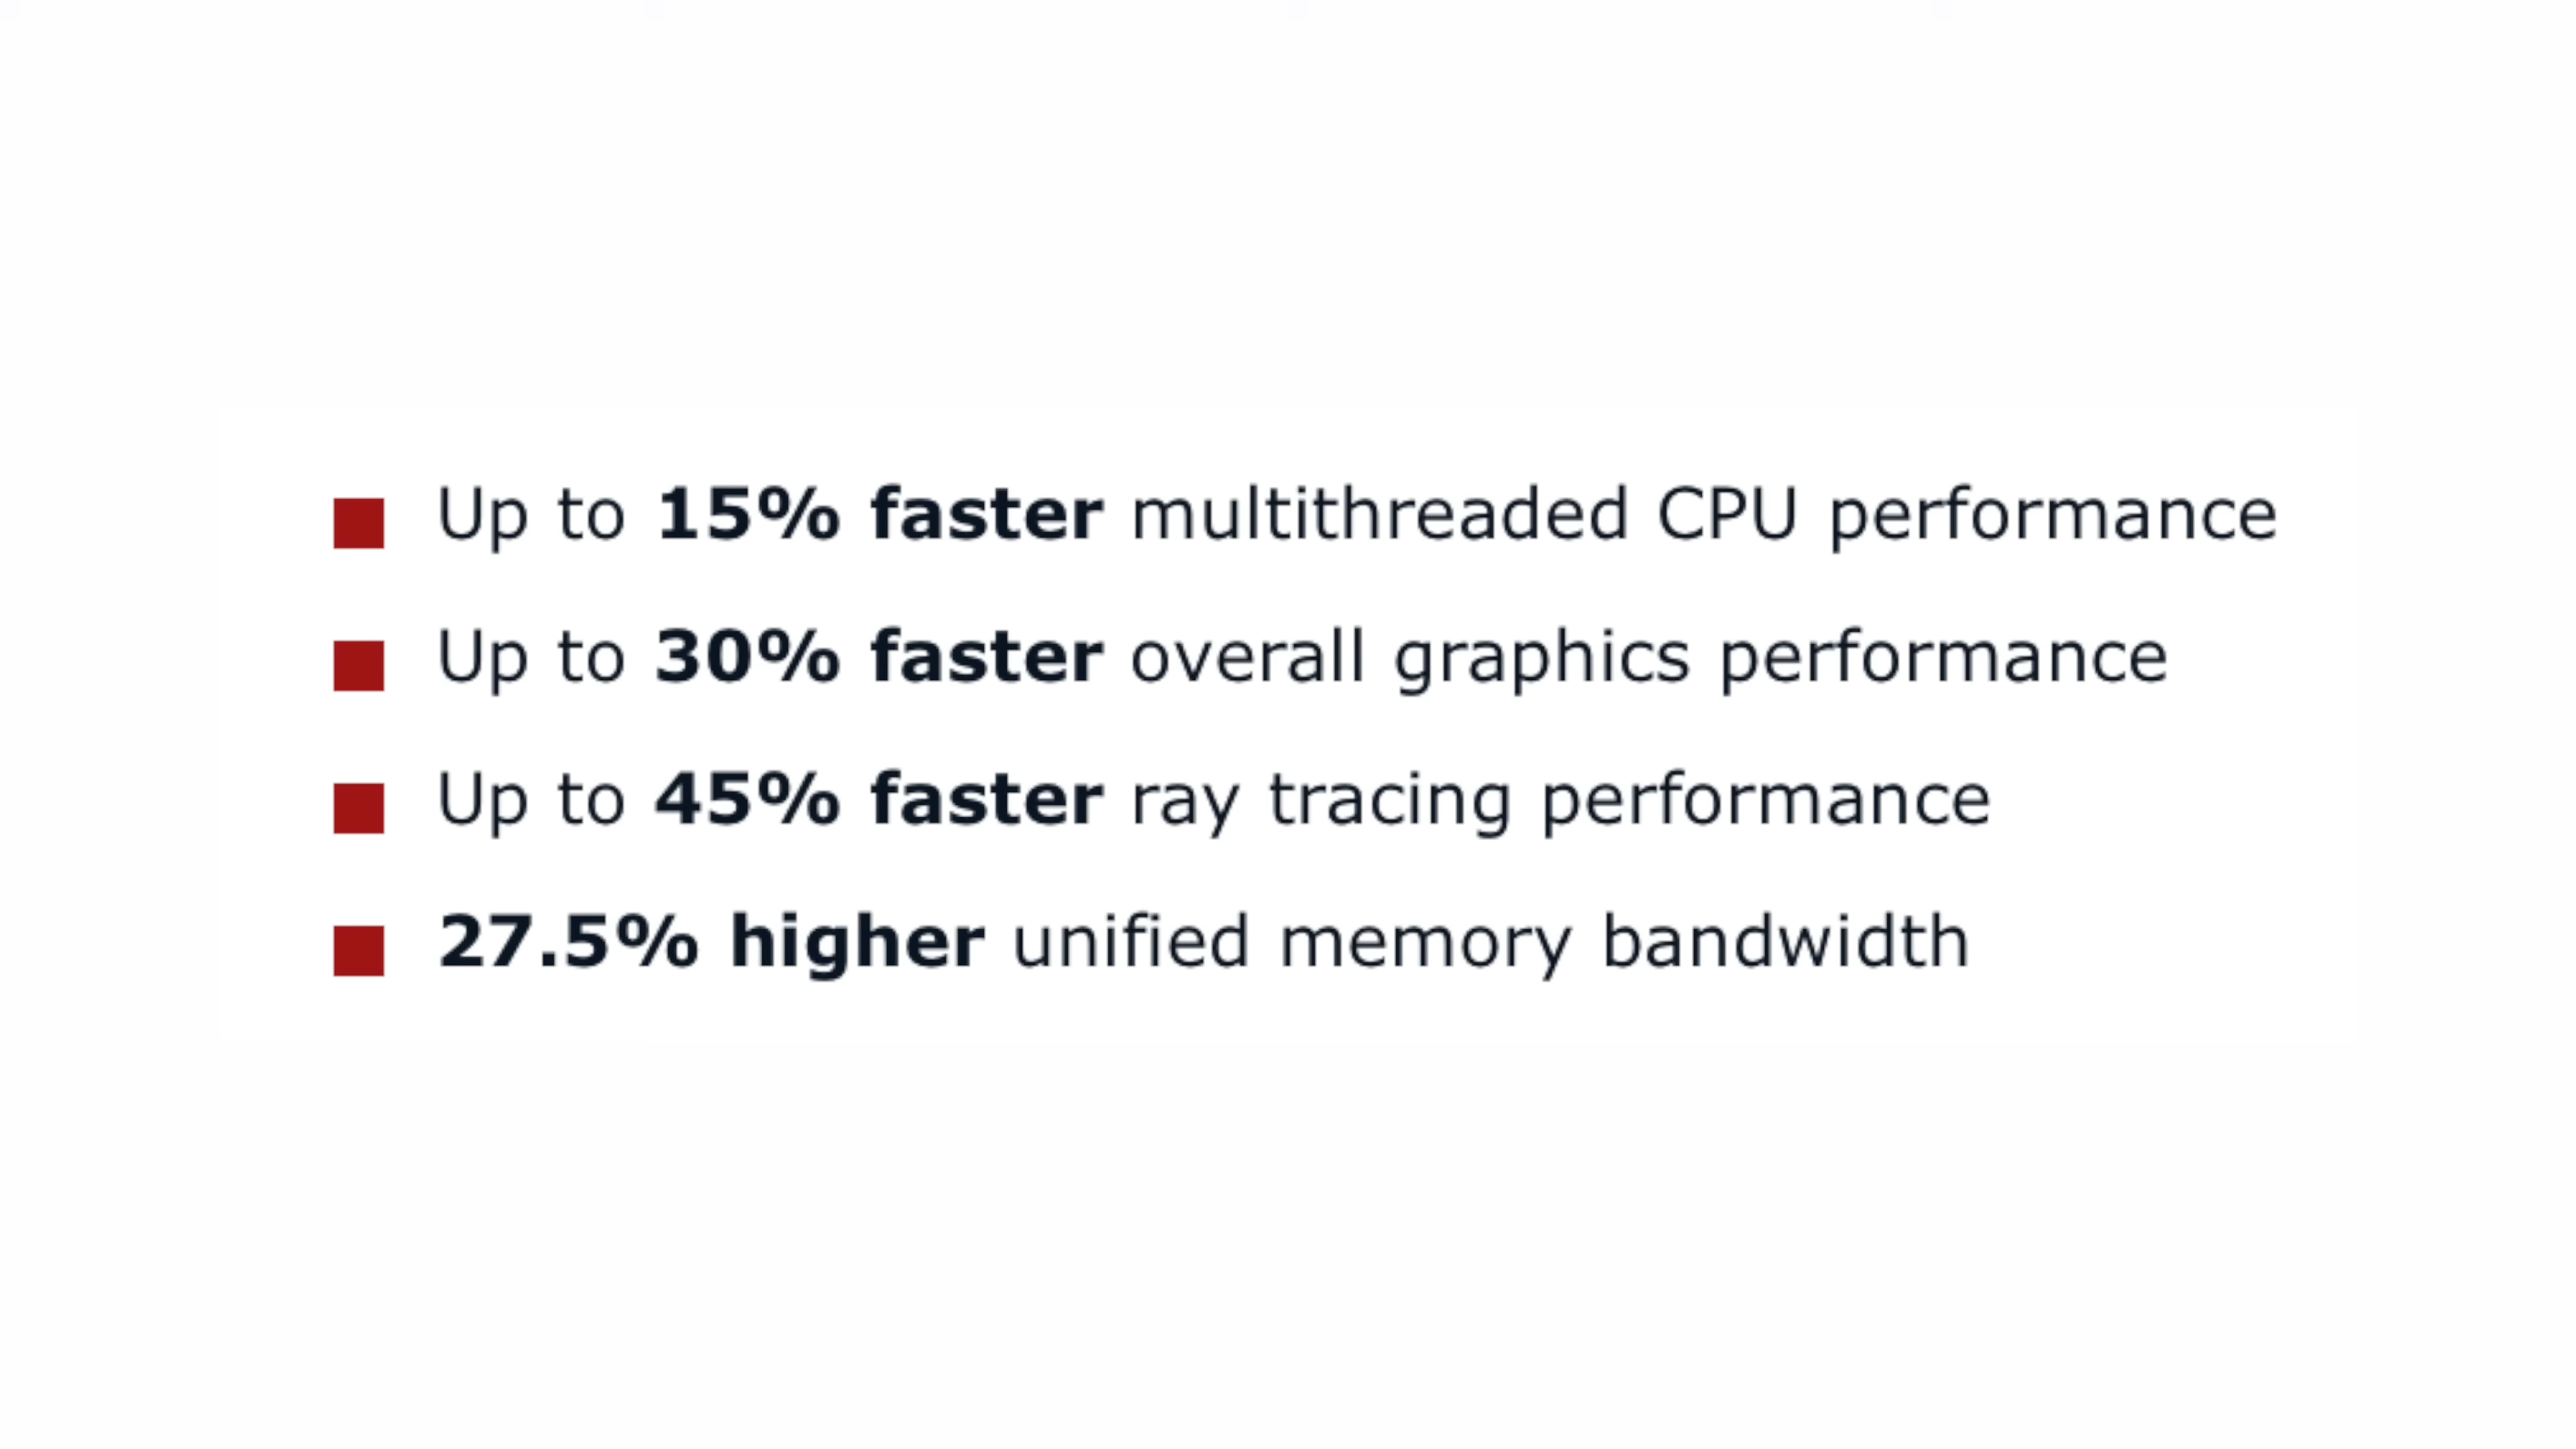 Up to 15% faster multithreaded CPU performance
Up to 30% faster overall graphics performance
Up to 45% faster ray tracing performance
27.5% higher unified memory bandwidth